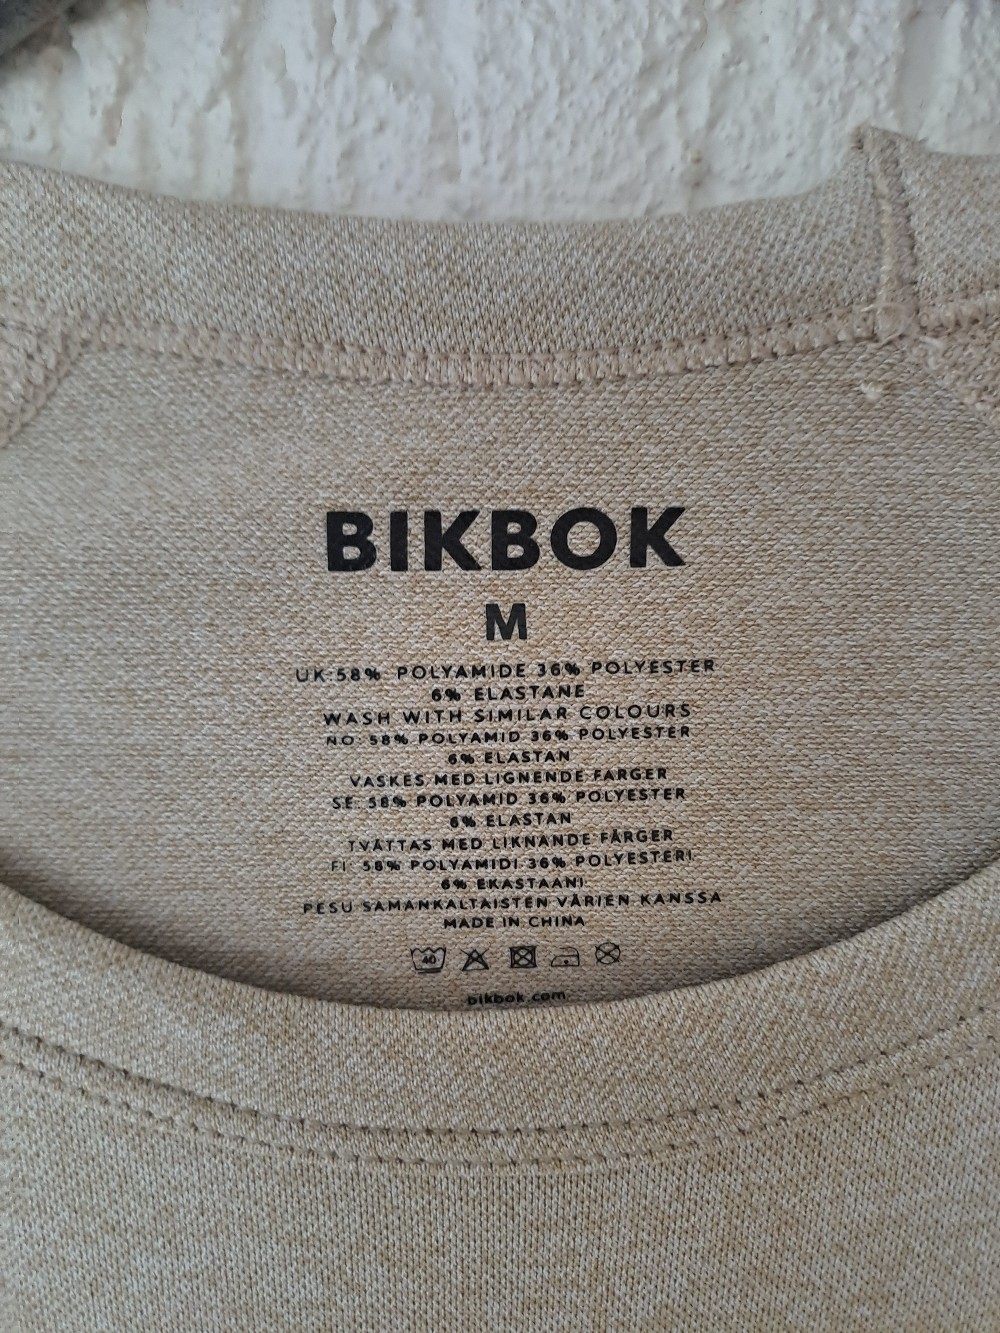 BIKBOK
M
UK:58% POLYAMIDE 36% POLYESTER
6% ELASTANE
WASH WITH SIMILAR COLOURS
NO: 58% POLYAMID 36% POLYESTER
6% ELASTAN
VASKES MED LIGNENDE FARGER
SE: 58% POLYAMID 36% POLYESTER
6% ELASTAN
TVÄTTAS MED LIKNANDE FÄRGER
FI: 58% POLYAMIDI 36% POLYESTERI
6% EKASTAANI
PESU SAMANKALTAISTEN VÄRIEN KANSSA
MADE IN CHINA
40
bikbok.com